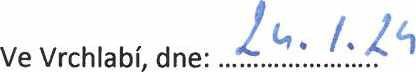 Ve Vrchlabí, dne: 24. 1. 24